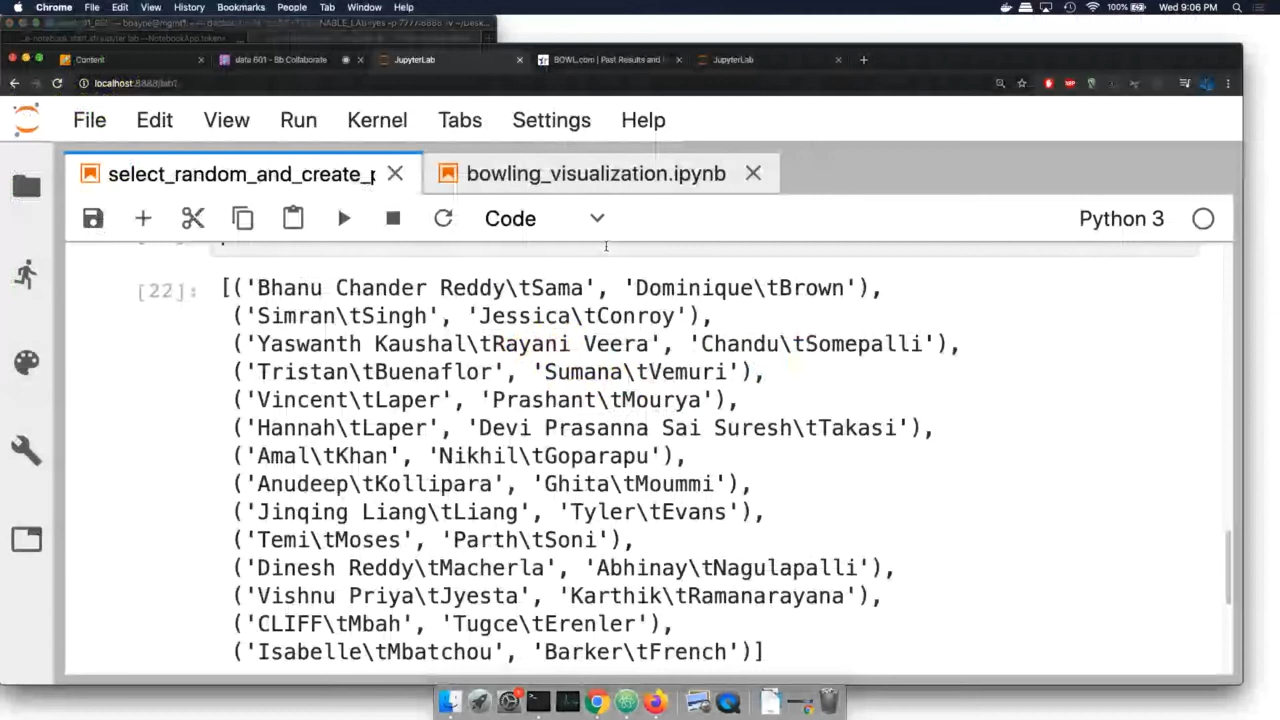 Chrome File Edit View History Bookmarks People Tab Window Help 100% Wed 9:06 PM
Content data 601 - Bb Collaborate JupyterLab BOWL.com | Past Results and JupyterLab
localhost:8888/lab?
File Edit View Run Kernel Tabs Settings Help
select_random_and_create_p bowling_visualization.ipynb
Code Python 3
[22]: [('Bhanu Chander Reddy\tSama', 'Dominique\tBrown'),
('Simran\tSingh', 'Jessica\tConroy'),
('Yaswanth Kaushal\tRayani Veera', 'Chandu\tSomepalli'),
('Tristan\tBuenaflor', 'Sumana\tVemuri'),
('Vincent\tLaper', 'Prashant\tMourya'),
('Hannah\tLaper', 'Devi Prasanna Sai Suresh\tTakasi'),
('Amal\tKhan', 'Nikhil\tGoparapu'),
('Anudeep\tKollipara', 'Ghita\tMoummi'),
('Jinqing Liang\tLiang', 'Tyler\tEvans'),
('Temi\tMoses', 'Parth\tSoni'),
('Dinesh Reddy\tMacherla', 'Abhinay\tNagulapalli'),
('Vishnu Priya\tJyesta', 'Karthik\tRamanarayana'),
('CLIFF\tMbah', 'Tugce\tErenler'),
('Isabelle\tMbatchou', 'Barker\tFrench')]